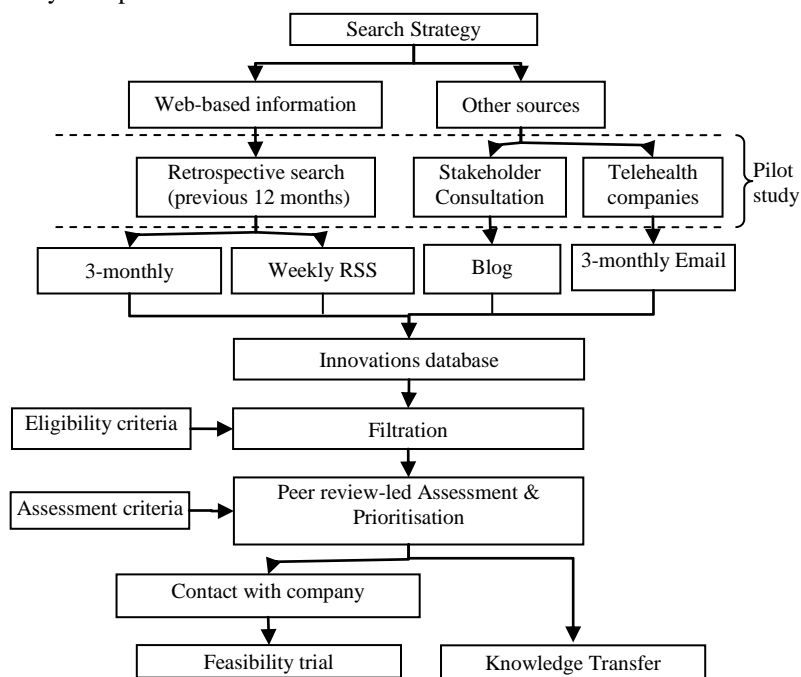 Search Strategy
Web-based information
Other sources
Retrospective search
(previous 12 months)
Stakeholder
Consultation
Telehealth
companies
Pilot
study
3-monthly
Weekly RSS
Blog
3-monthly Email
Innovations database
Eligibility criteria
Filtration
Assessment criteria
Peer review-led Assessment &
Prioritisation
Contact with company
Feasibility trial
Knowledge Transfer